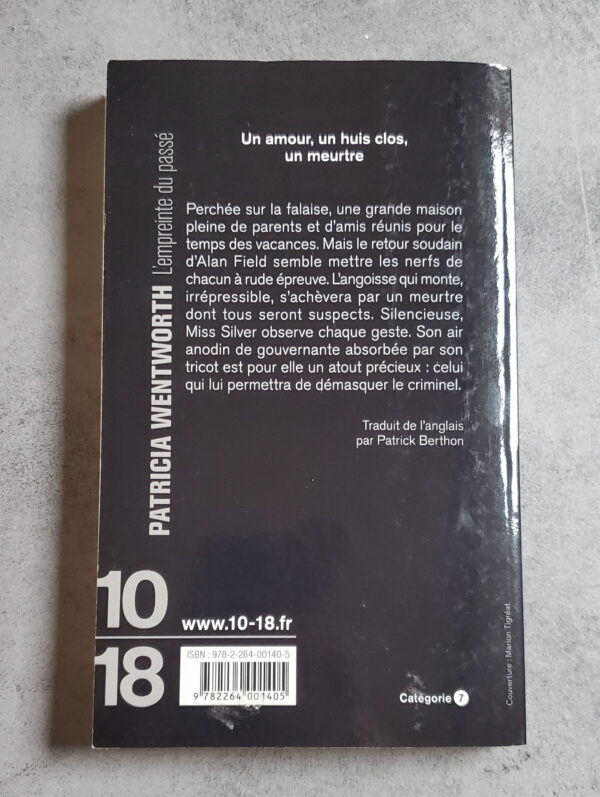 Un amour, un huis clos,
un meurtre
Perchée sur la falaise, une grande maison
pleine de parents et d'amis réunis pour le
temps des vacances. Mais le retour soudain
d'Alan Field semble mettre les nerfs de
chacun à rude épreuve. L'angoisse qui monte,
irrépressible, s'achèvera par un meurtre
dont tous seront suspects. Silencieuse,
Miss Silver observe chaque geste. Son air
anodin de gouvernante absorbée par son
tricot est pour elle un atout précieux : celui
qui lui permettra de démasquer le criminel.
Traduit de l'anglais
par Patrick Berthon
PATRICIA WENTWORTH L'empreinte du passé
10
18
www.10-18.fr
ISBN : 978-2-264-00140-5
9 782264 001405
Catégorie 7
Couverture : Marion Tigréat